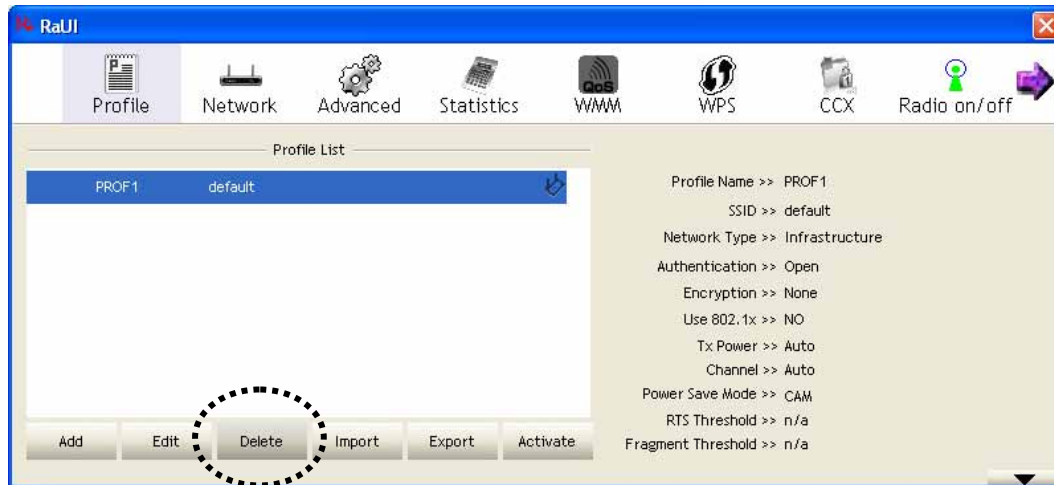 RaUI
Profile Network Advanced Statistics QoS WMM WPS CCX Radio on/off
Profile List
PROF1 default
Profile Name >> PROF1
SSID >> default
Network Type >> Infrastructure
Authentication >> Open
Encryption >> None
Use 802.1x >> NO
Tx Power >> Auto
Channel >> Auto
Power Save Mode >> CAM
RTS Threshold >> n/a
Fragment Threshold >> n/a
Add Edit Delete Import Export Activate